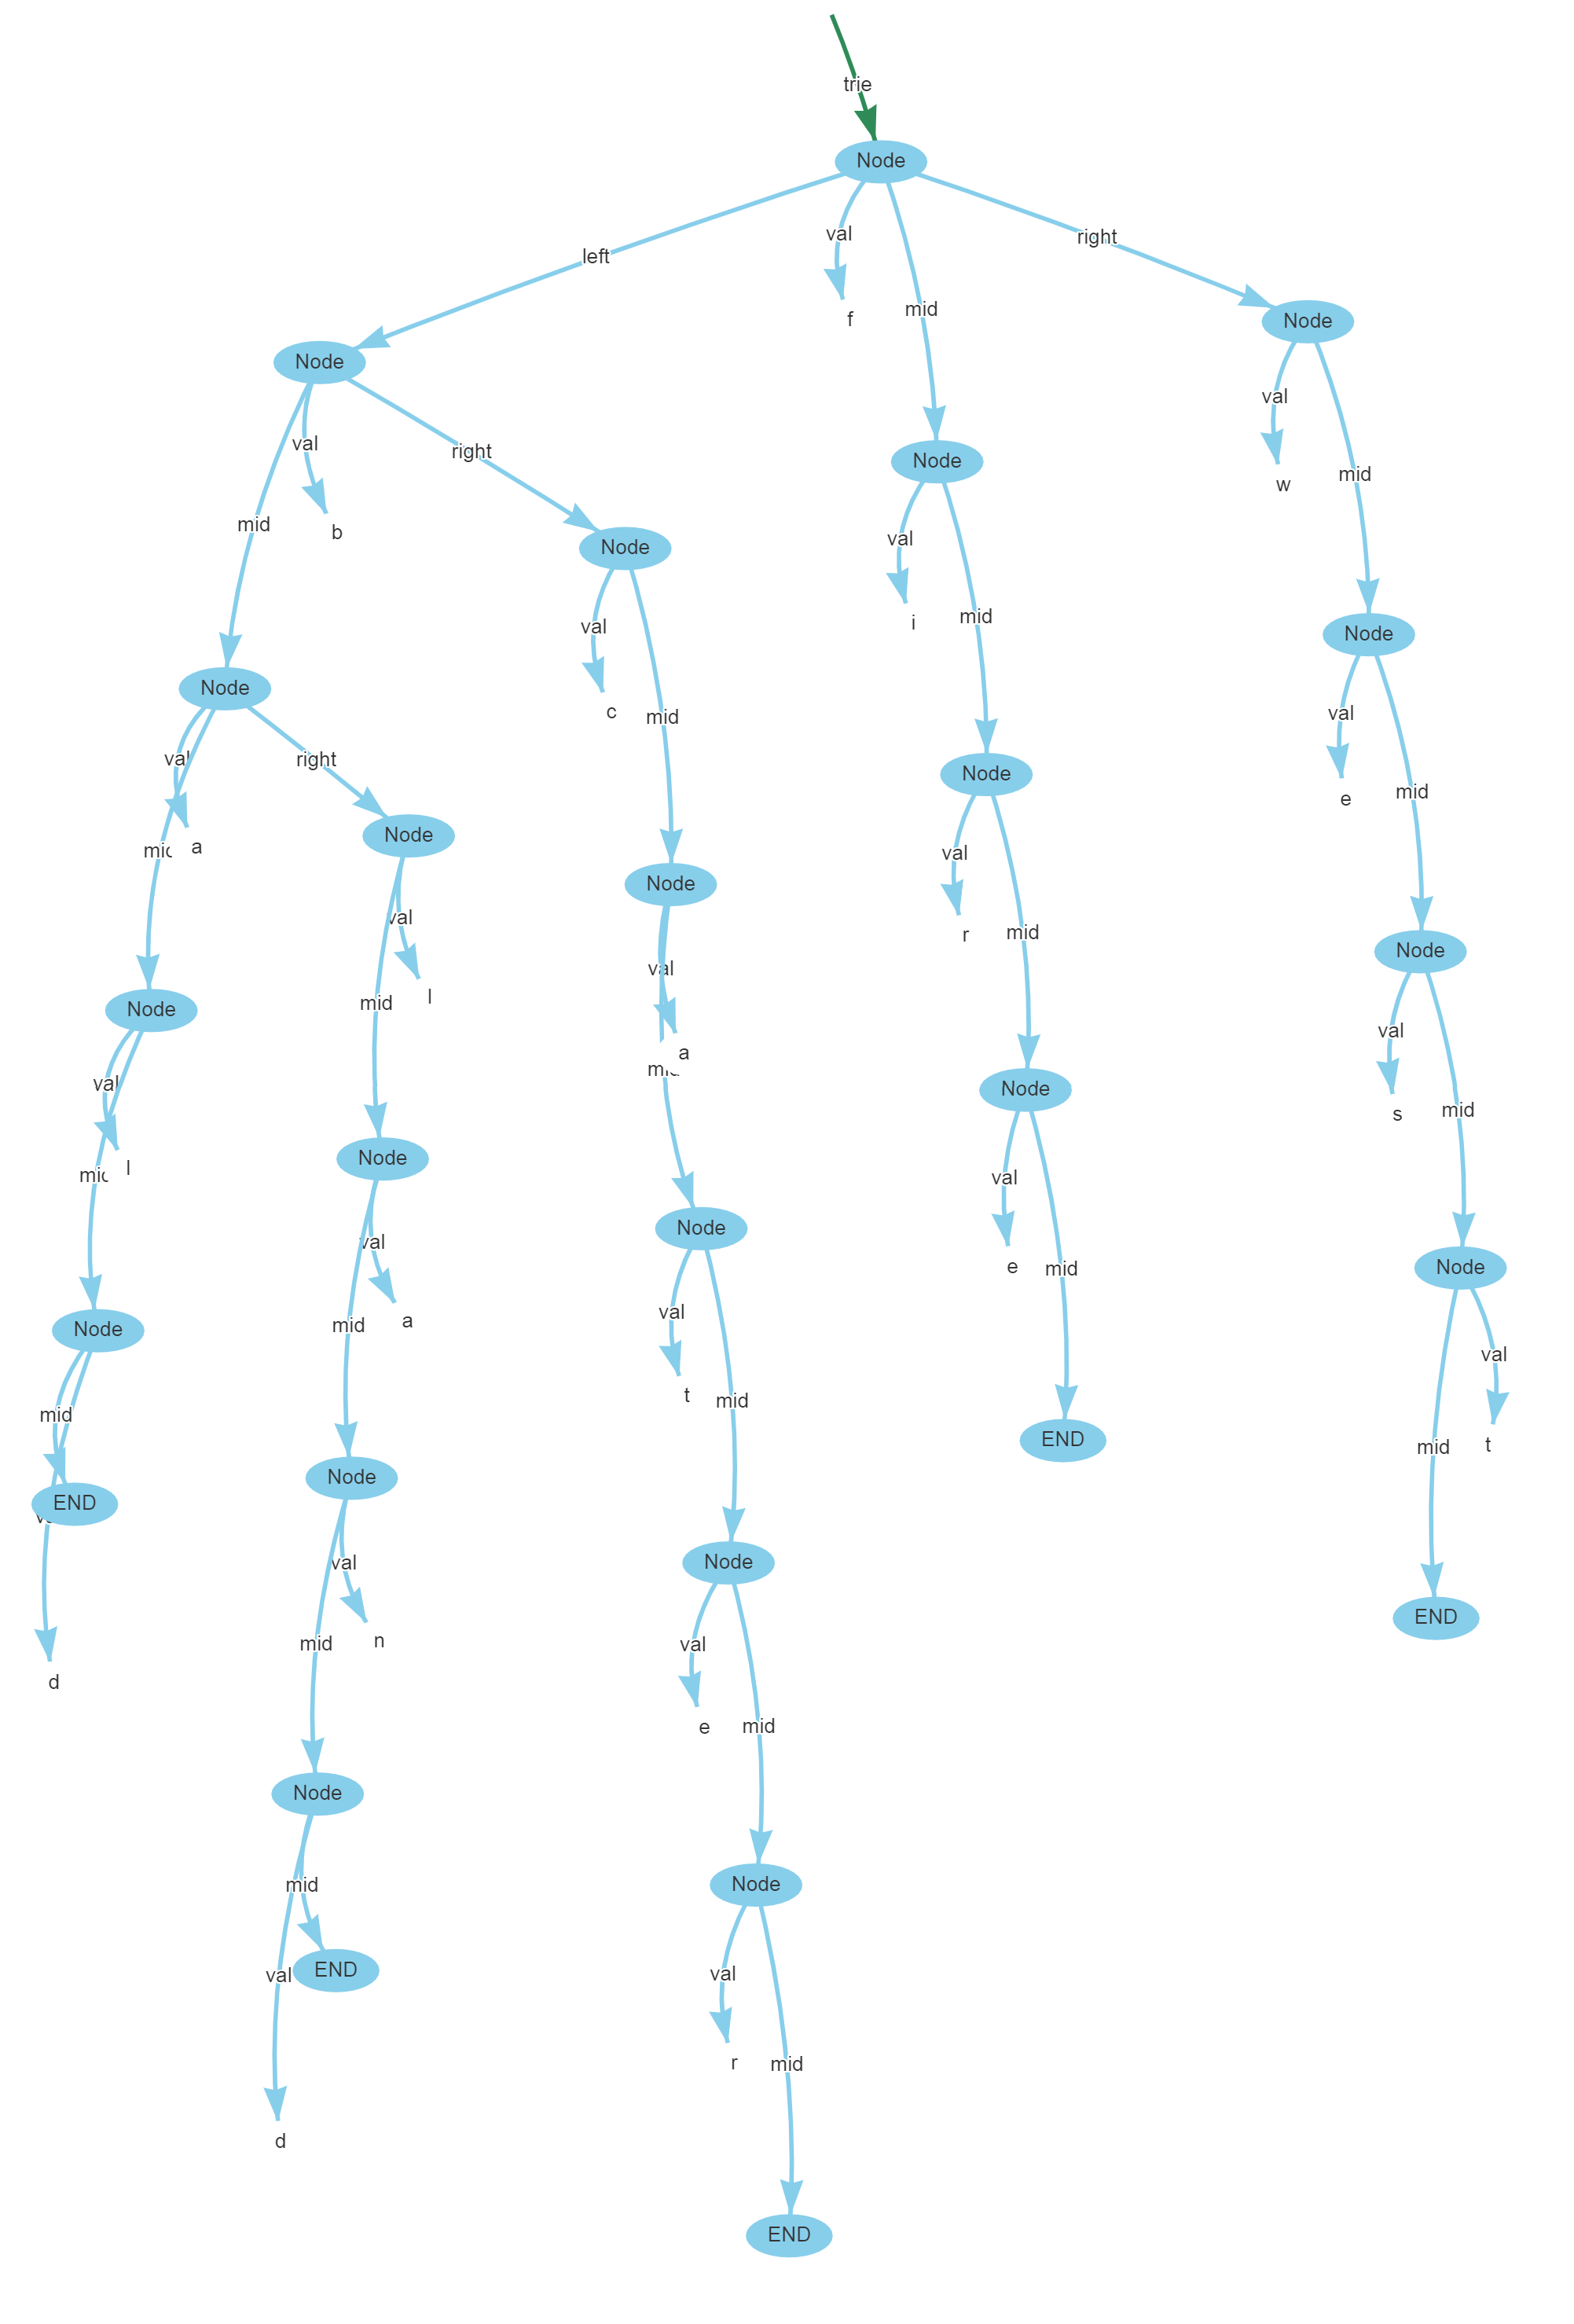 trie
Node
val
right
left
mid
f
Node
Node
val
mid
val
right
Node
mid
w
mid
val
b
Node
i
mid
val
mid
Node
Node
val
c
val
mid
val
right
Node
e
mid
a
Node
val
Node
r
val
mid
Node
val
l
mid
s
val
a
Node
mid
val
mid
l
Node
val
e
mid
Node
Node
val
a
mid
val
Node
t
mid
val
mid
END
t
mid
Node
END
val
Node
n
mid
val
END
d
e
mid
Node
mid
Node
val
END
val
r
mid
d
END